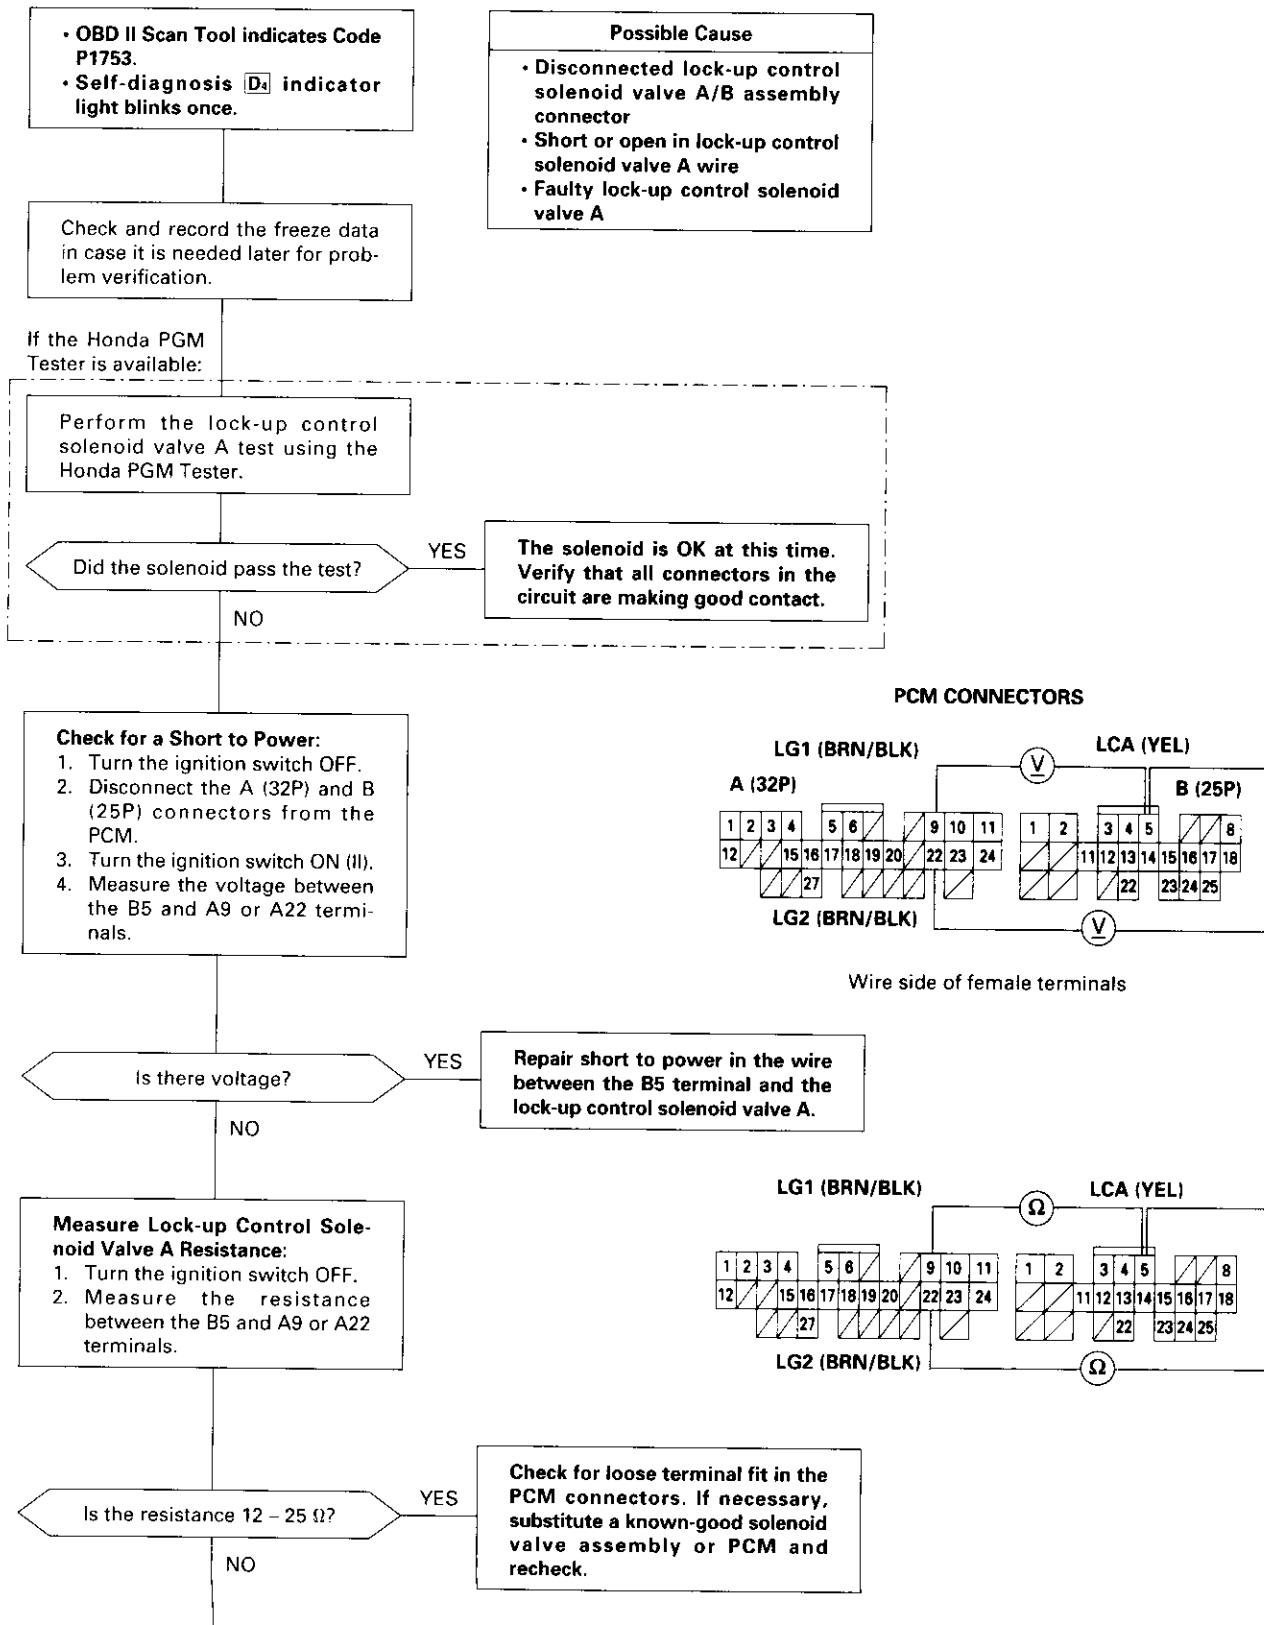 • OBD II Scan Tool indicates Code
P1753.
• Self-diagnosis D4 indicator
light blinks once.
Possible Cause
• Disconnected lock-up control
solenoid valve A/B assembly
connector
• Short or open in lock-up control
solenoid valve A wire
• Faulty lock-up control solenoid
valve A
Check and record the freeze data
in case it is needed later for prob-
lem verification.
If the Honda PGM
Tester is available:
Perform the lock-up control
solenoid valve A test using the
Honda PGM Tester.
Did the solenoid pass the test?
YES
The solenoid is OK at this time.
Verify that all connectors in the
circuit are making good contact.
NO
Check for a Short to Power:
1. Turn the ignition switch OFF.
2. Disconnect the A (32P) and B
(25P) connectors from the
PCM.
3. Turn the ignition switch ON (II).
4. Measure the voltage between
the B5 and A9 or A22 termi-
nals.
PCM CONNECTORS
LG1 (BRN/BLK) V LCA (YEL)
A (32P) B (25P)
1 2 3 4 5 6 9 10 11 1 2 3 4 5 8
12 15 16 17 18 19 20 22 23 24 11 12 13 14 15 16 17 18
27 22 23 24 25
LG2 (BRN/BLK) V
Wire side of female terminals
Is there voltage?
YES
Repair short to power in the wire
between the B5 terminal and the
lock-up control solenoid valve A.
NO
Measure Lock-up Control Sole-
noid Valve A Resistance:
1. Turn the ignition switch OFF.
2. Measure the resistance
between the B5 and A9 or A22
terminals.
LG1 (BRN/BLK) Ω LCA (YEL)
1 2 3 4 5 6 9 10 11 1 2 3 4 5 8
12 15 16 17 18 19 20 22 23 24 11 12 13 14 15 16 17 18
27 22 23 24 25
LG2 (BRN/BLK) Ω
Is the resistance 12 – 25 Ω?
YES
Check for loose terminal fit in the
PCM connectors. If necessary,
substitute a known-good solenoid
valve assembly or PCM and
recheck.
NO